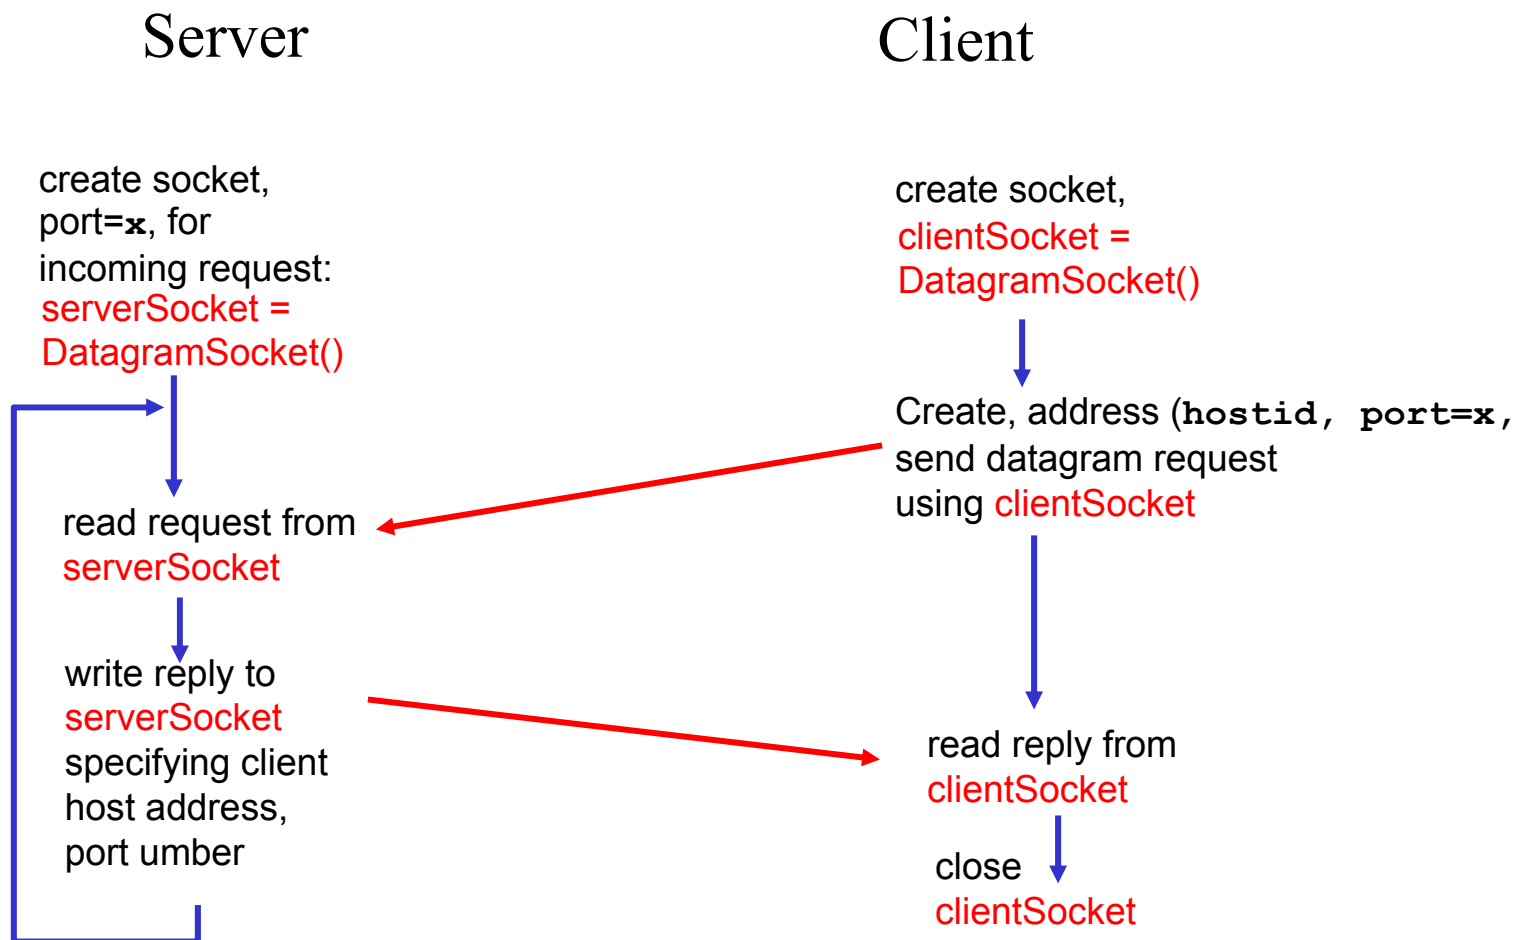 Server
Client
create socket,
port=x, for
incoming request:
serverSocket =
DatagramSocket()
read request from
serverSocket
write reply to
serverSocket
specifying client
host address,
port umber
create socket,
clientSocket =
DatagramSocket()
Create, address (hostid, port=x,
send datagram request
using clientSocket
read reply from
clientSocket
close
clientSocket